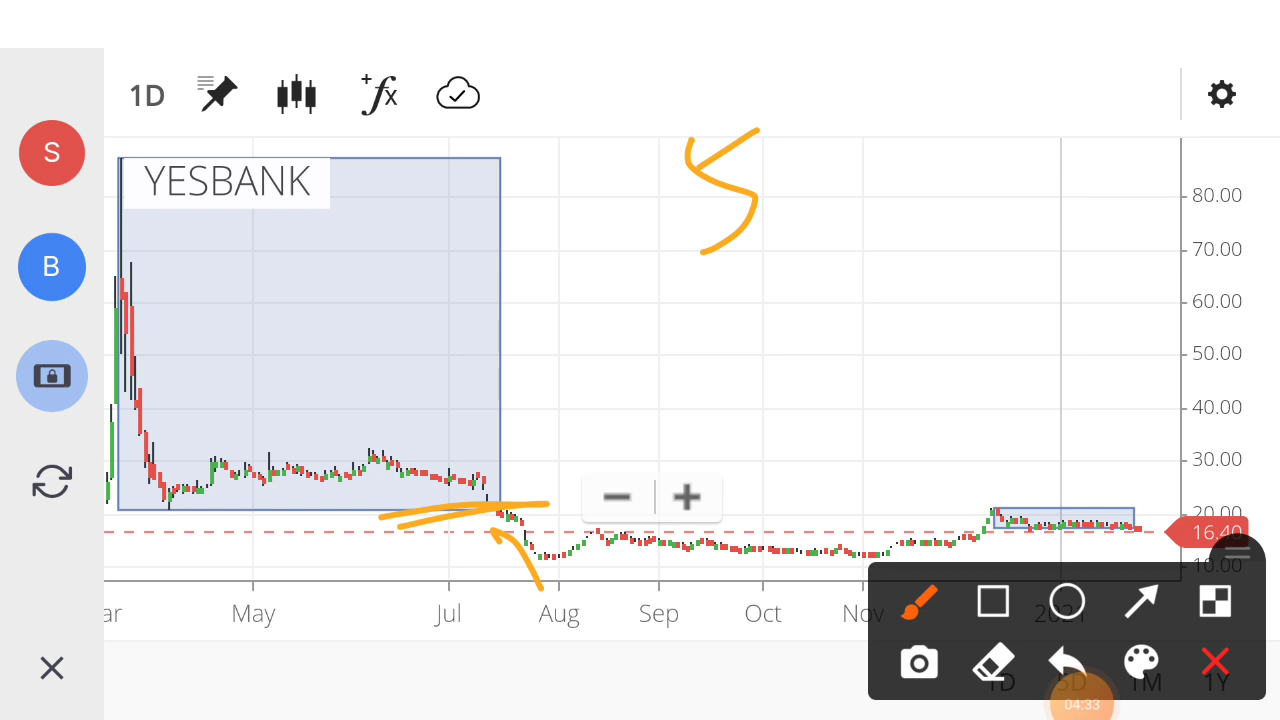 1D
+fx
S
YESBANK
B
80.00
70.00
60.00
50.00
40.00
30.00
20.00
16.40
10.00
ar May Jul Aug Sep Oct Nov 2021
1D 5D 1M 1Y
04:33